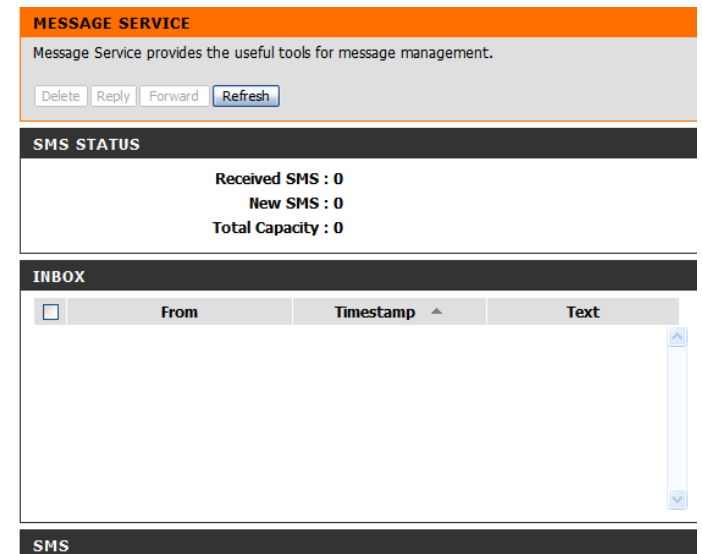 MESSAGE SERVICE
Message Service provides the useful tools for message management.
Delete Reply Forward Refresh
SMS STATUS
Received SMS : 0
New SMS : 0
Total Capacity : 0
INBOX
From Timestamp Text
SMS